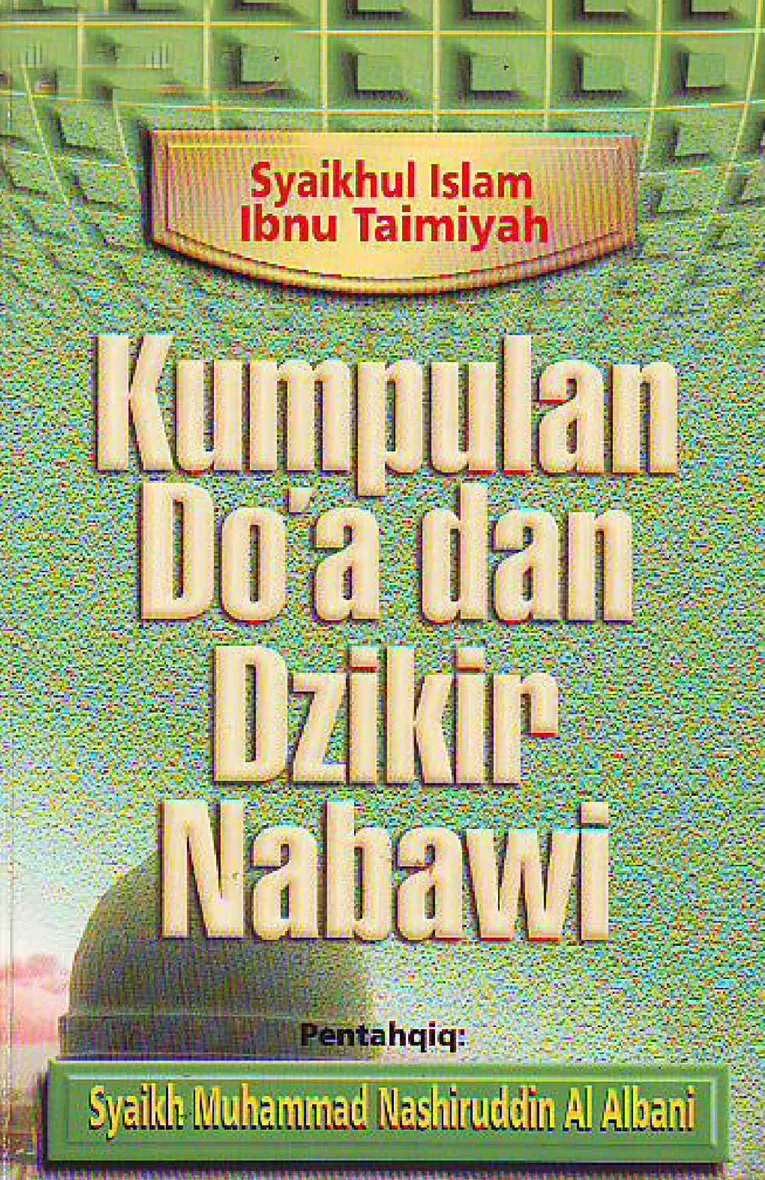 Syaikhul Islam
Ibnu Taimiyah
Kumpulan
Do'a dan
Dzikir
Nabawi
Pentahqiq:
Syaikh Muhammad Nashiruddin Al Albani